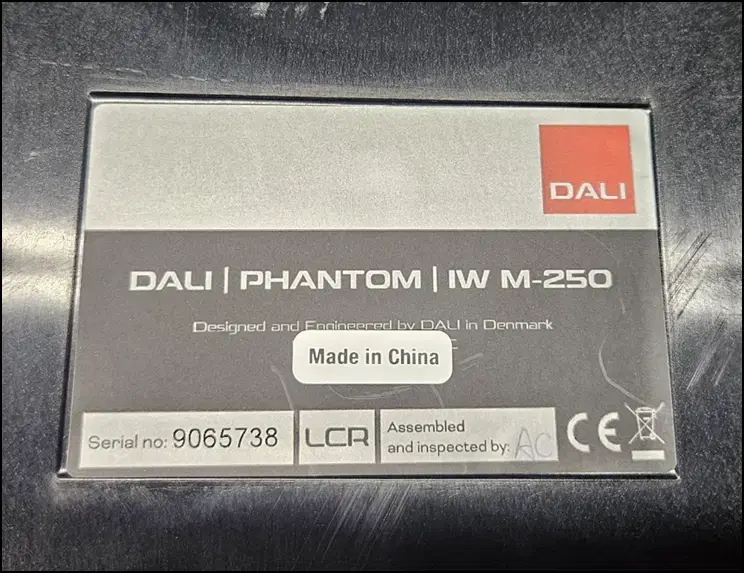 DALI
DALI | PHANTOM | IW M-250
Designed and Engineered by DALI in Denmark
C
Made in China
Serial no: 9065738
LCR
Assembled
and inspected by: AC
CE